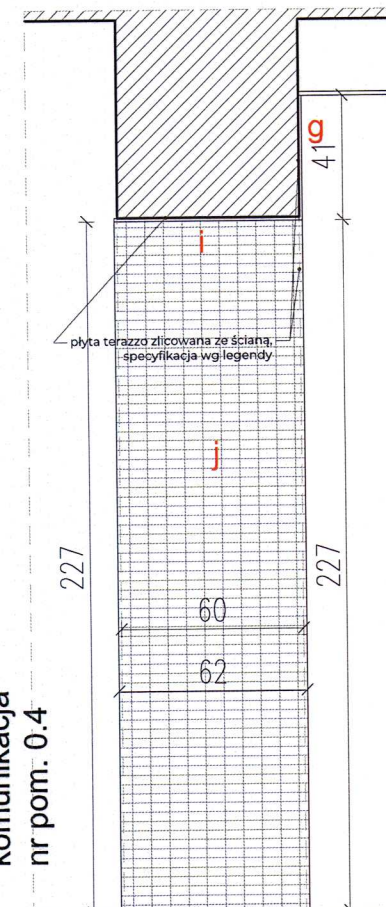 g
41
i
płyta terazzo zlicowana ze ścianą,
specyfikacja wg legendy
j
227
227
60
62
komunikacja
nr pom. 0.4